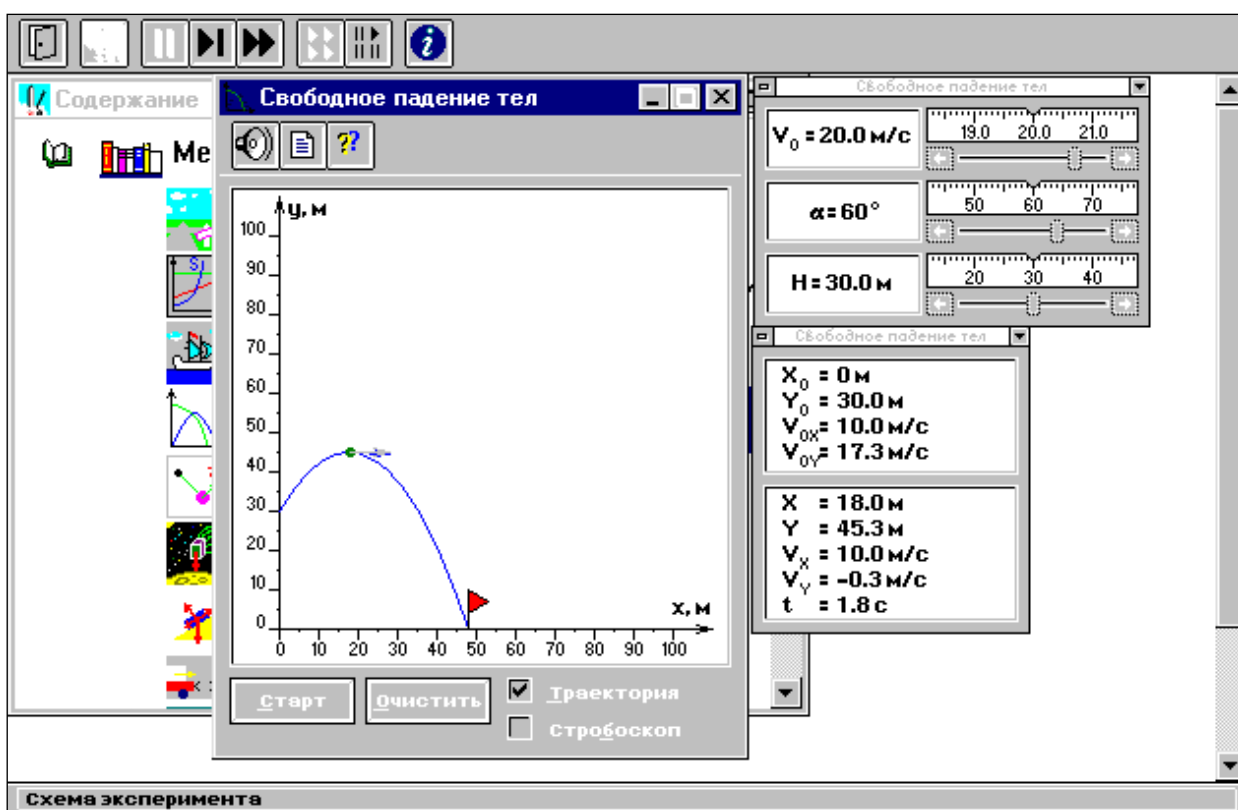 Содержание
Ме
Свободное падение тел
??
y, м
100
90
80
70
60
50
40
30
20
10
0
0 10 20 30 40 50 60 70 80 90 100
x, м
Старт
Очистить
Траектория
Стробоскоп
Свободное падение тел
V₀ = 20.0 м/с
19.0 20.0 21.0
α = 60°
50 60 70
H = 30.0 м
20 30 40
Свободное падение тел
X₀ = 0 м
Y₀ = 30.0 м
V₀X = 10.0 м/с
V₀Y = 17.3 м/с
X = 18.0 м
Y = 45.3 м
VX = 10.0 м/с
VY = -0.3 м/с
t = 1.8 с
Схема эксперимента